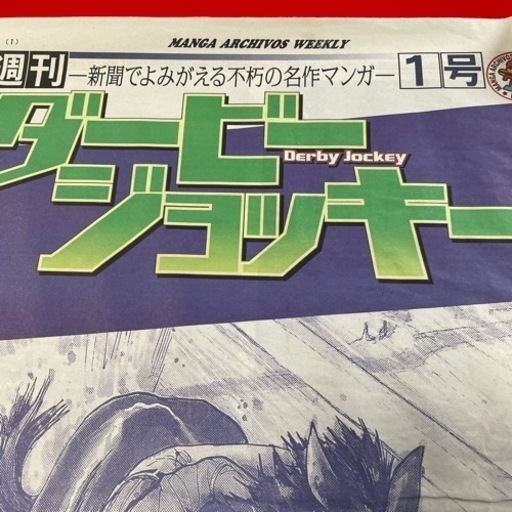 (1)
MANGA ARCHIVOS WEEKLY
週刊 ―新聞でよみがえる不朽の名作マンガ― 1号
ダービー
Derby Jockey
ジョッキー